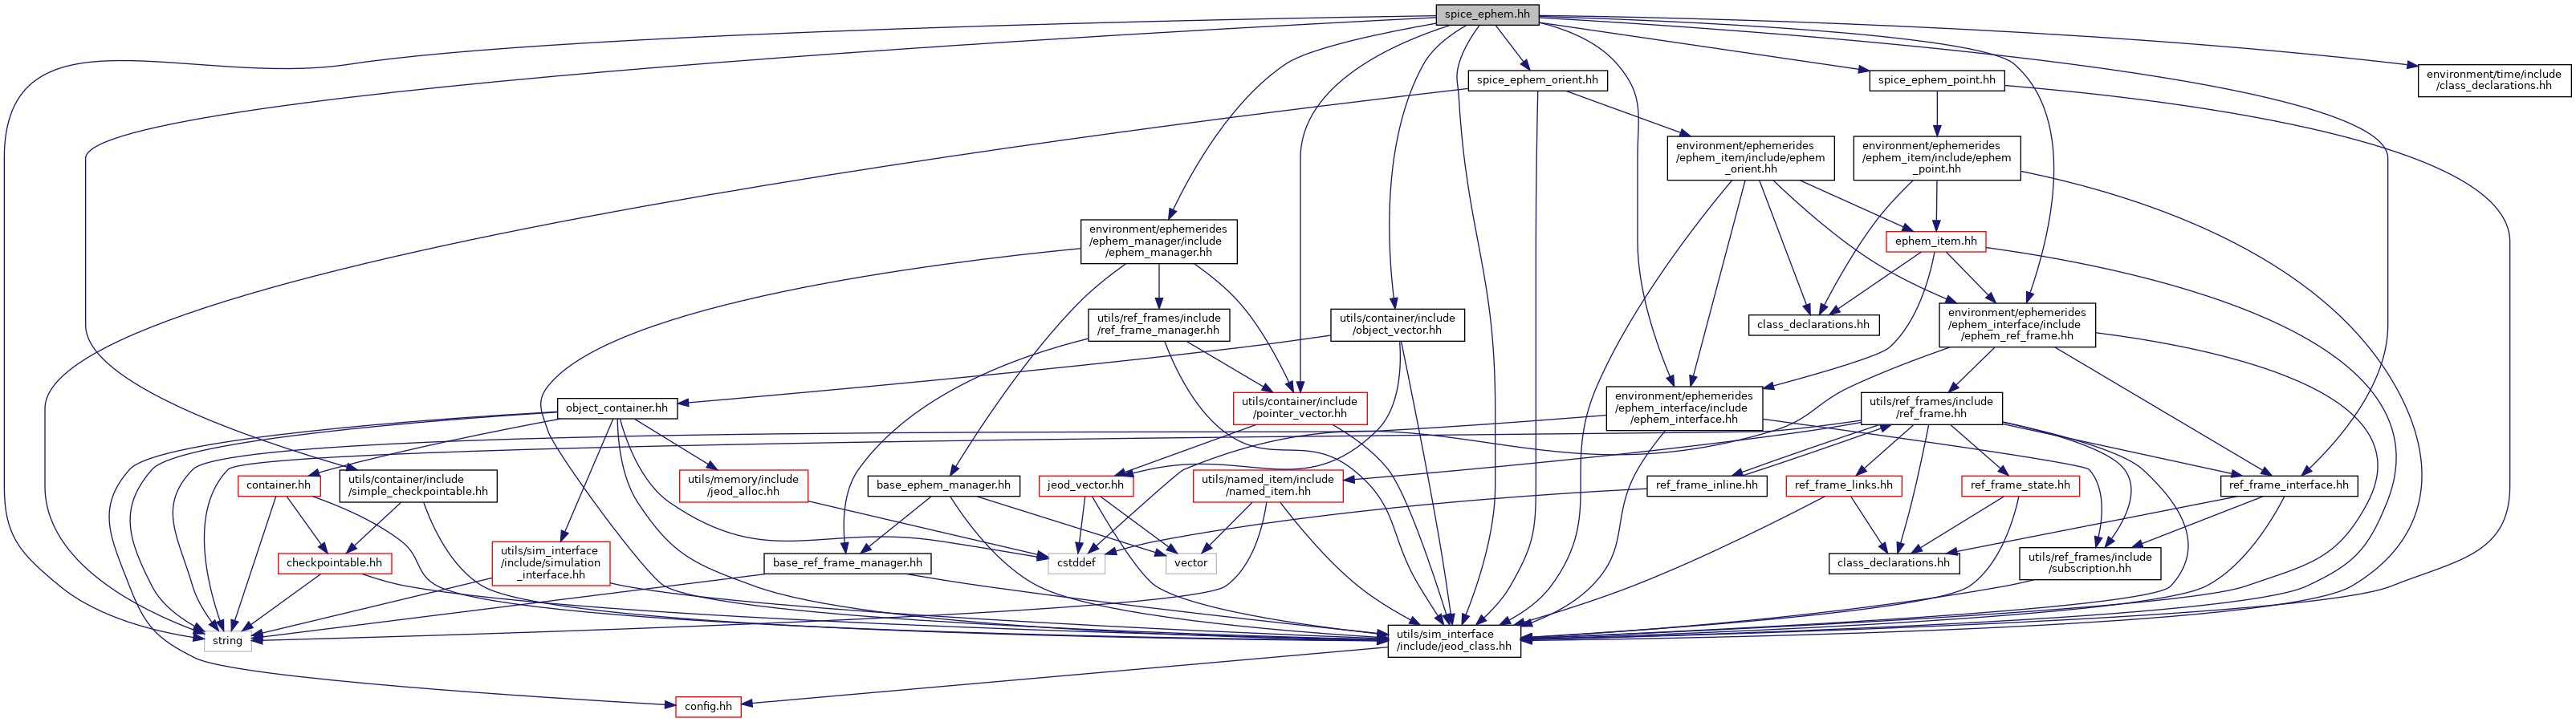 spice_ephem.hh
spice_ephem_orient.hh
spice_ephem_point.hh
environment/time/include
/class_declarations.hh
environment/ephemerides
/ephem_item/include/ephem
_orient.hh
environment/ephemerides
/ephem_item/include/ephem
_point.hh
environment/ephemerides
/ephem_manager/include
/ephem_manager.hh
ephem_item.hh
utils/ref_frames/include
/ref_frame_manager.hh
utils/container/include
/object_vector.hh
class_declarations.hh
environment/ephemerides
/ephem_interface/include
/ephem_ref_frame.hh
object_container.hh
utils/container/include
/pointer_vector.hh
environment/ephemerides
/ephem_interface/include
/ephem_interface.hh
utils/ref_frames/include
/ref_frame.hh
container.hh
utils/container/include
/simple_checkpointable.hh
utils/memory/include
/jeod_alloc.hh
base_ephem_manager.hh
jeod_vector.hh
utils/named_item/include
/named_item.hh
ref_frame_inline.hh
ref_frame_links.hh
ref_frame_state.hh
ref_frame_interface.hh
checkpointable.hh
utils/sim_interface
/include/simulation
_interface.hh
base_ref_frame_manager.hh
cstddef
vector
class_declarations.hh
utils/ref_frames/include
/subscription.hh
string
utils/sim_interface
/include/jeod_class.hh
config.hh